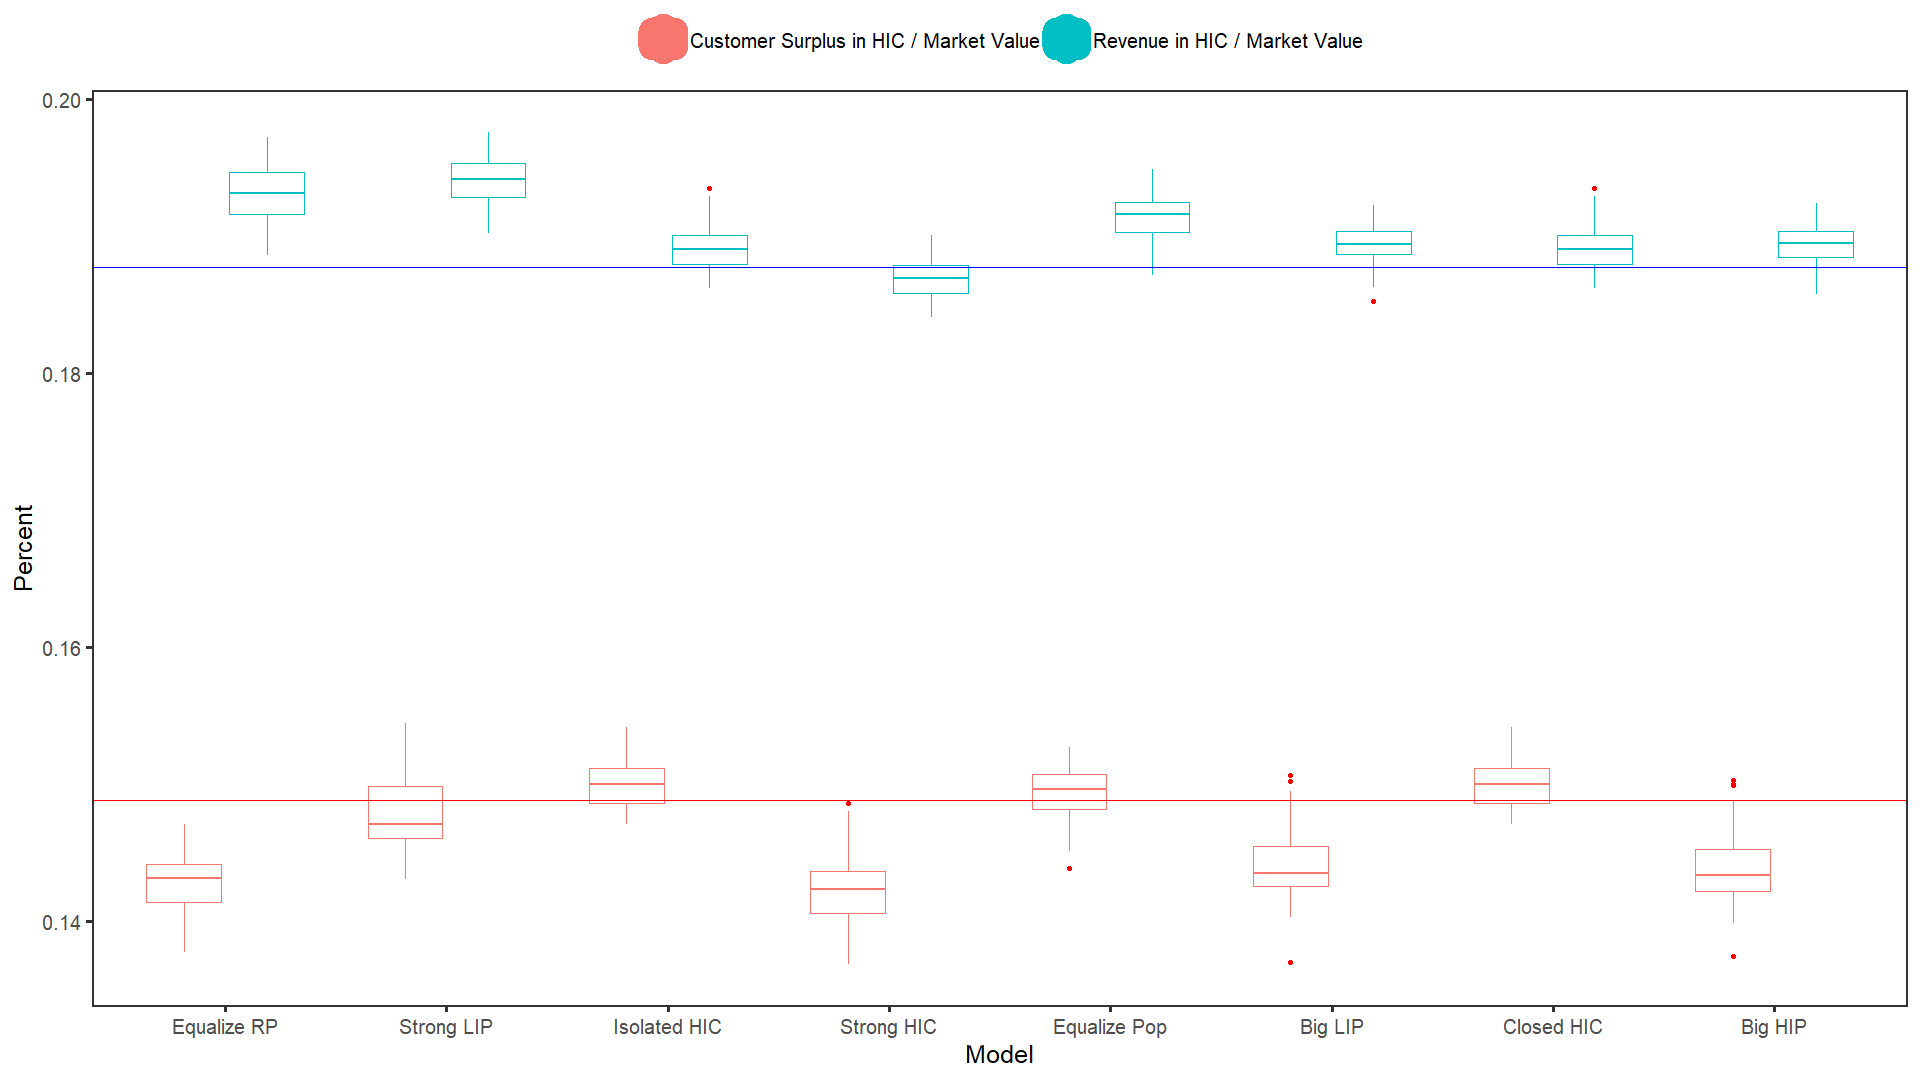 Customer Surplus in HIC / Market Value Revenue in HIC / Market Value
0.20
0.18
0.16
0.14
Percent
Equalize RP Strong LIP Isolated HIC Strong HIC Equalize Pop Big LIP Closed HIC Big HIP
Model